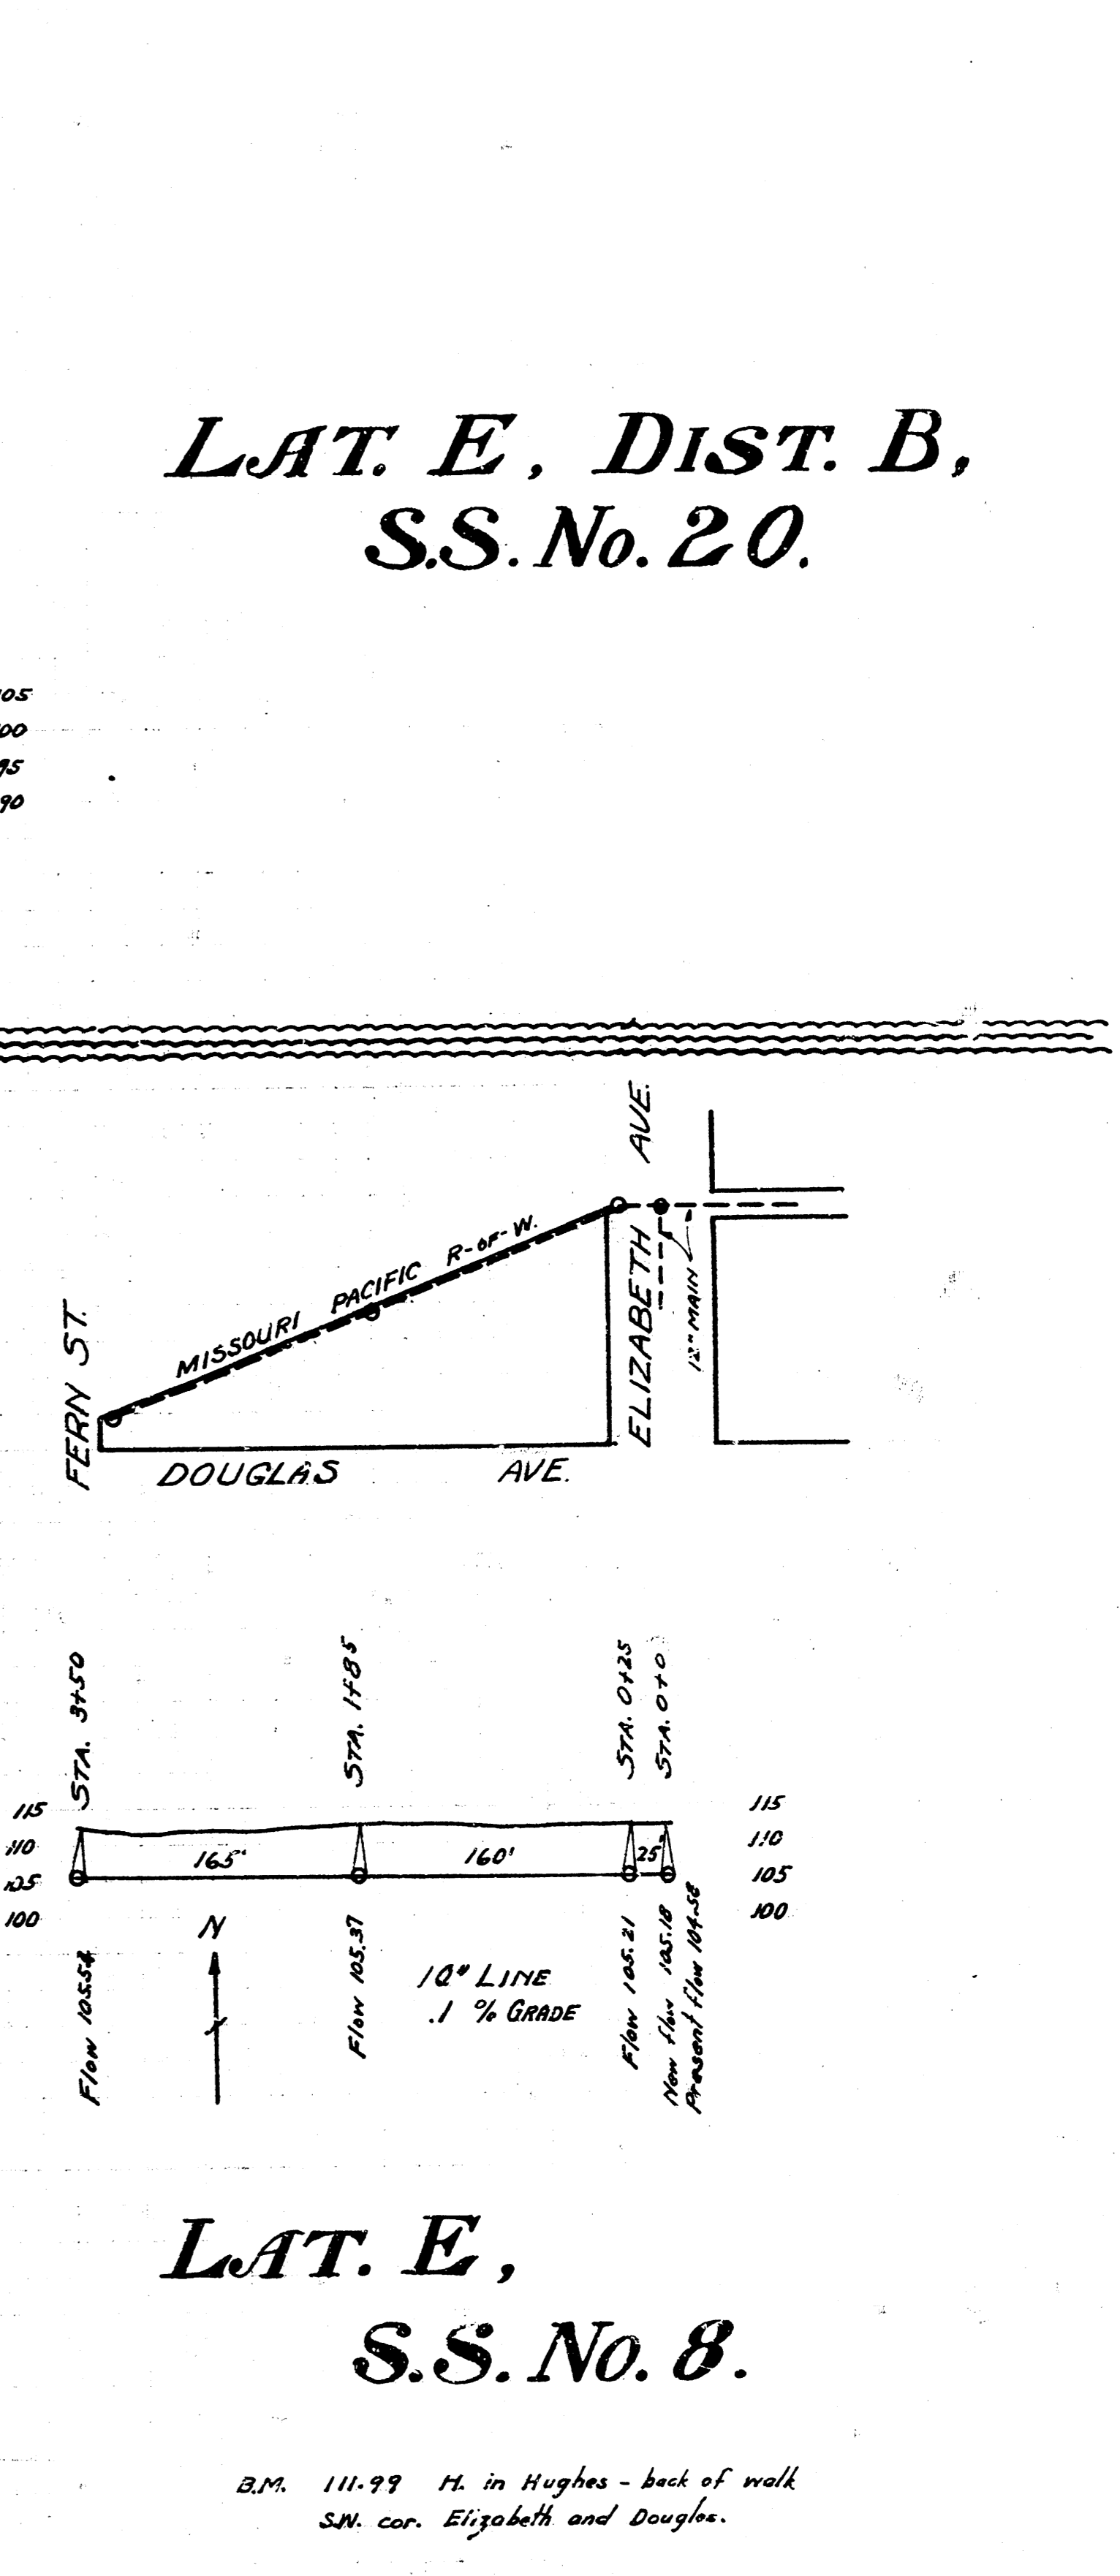 LAT. E, DIST. B,
S.S. No. 20.
105
100
95
90
AVE.
ELIZABETH
12" MAIN
MISSOURI PACIFIC R-OF-W.
FERN ST.
DOUGLAS AVE.
STA. 3+50
STA. 1+85
STA. 0+25
STA. 0+0
115
110
105
100
165'
160'
25'
115
110
105
100
Flow 105.54
N
Flow 105.37
10" LINE
.1 % GRADE
Flow 105.21
New flow 105.18
Present flow 104.58
LAT. E,
S.S. No. 8.
B.M. 111.99 H. in Hughes - back of walk
S.W. cor. Elizabeth and Douglas.